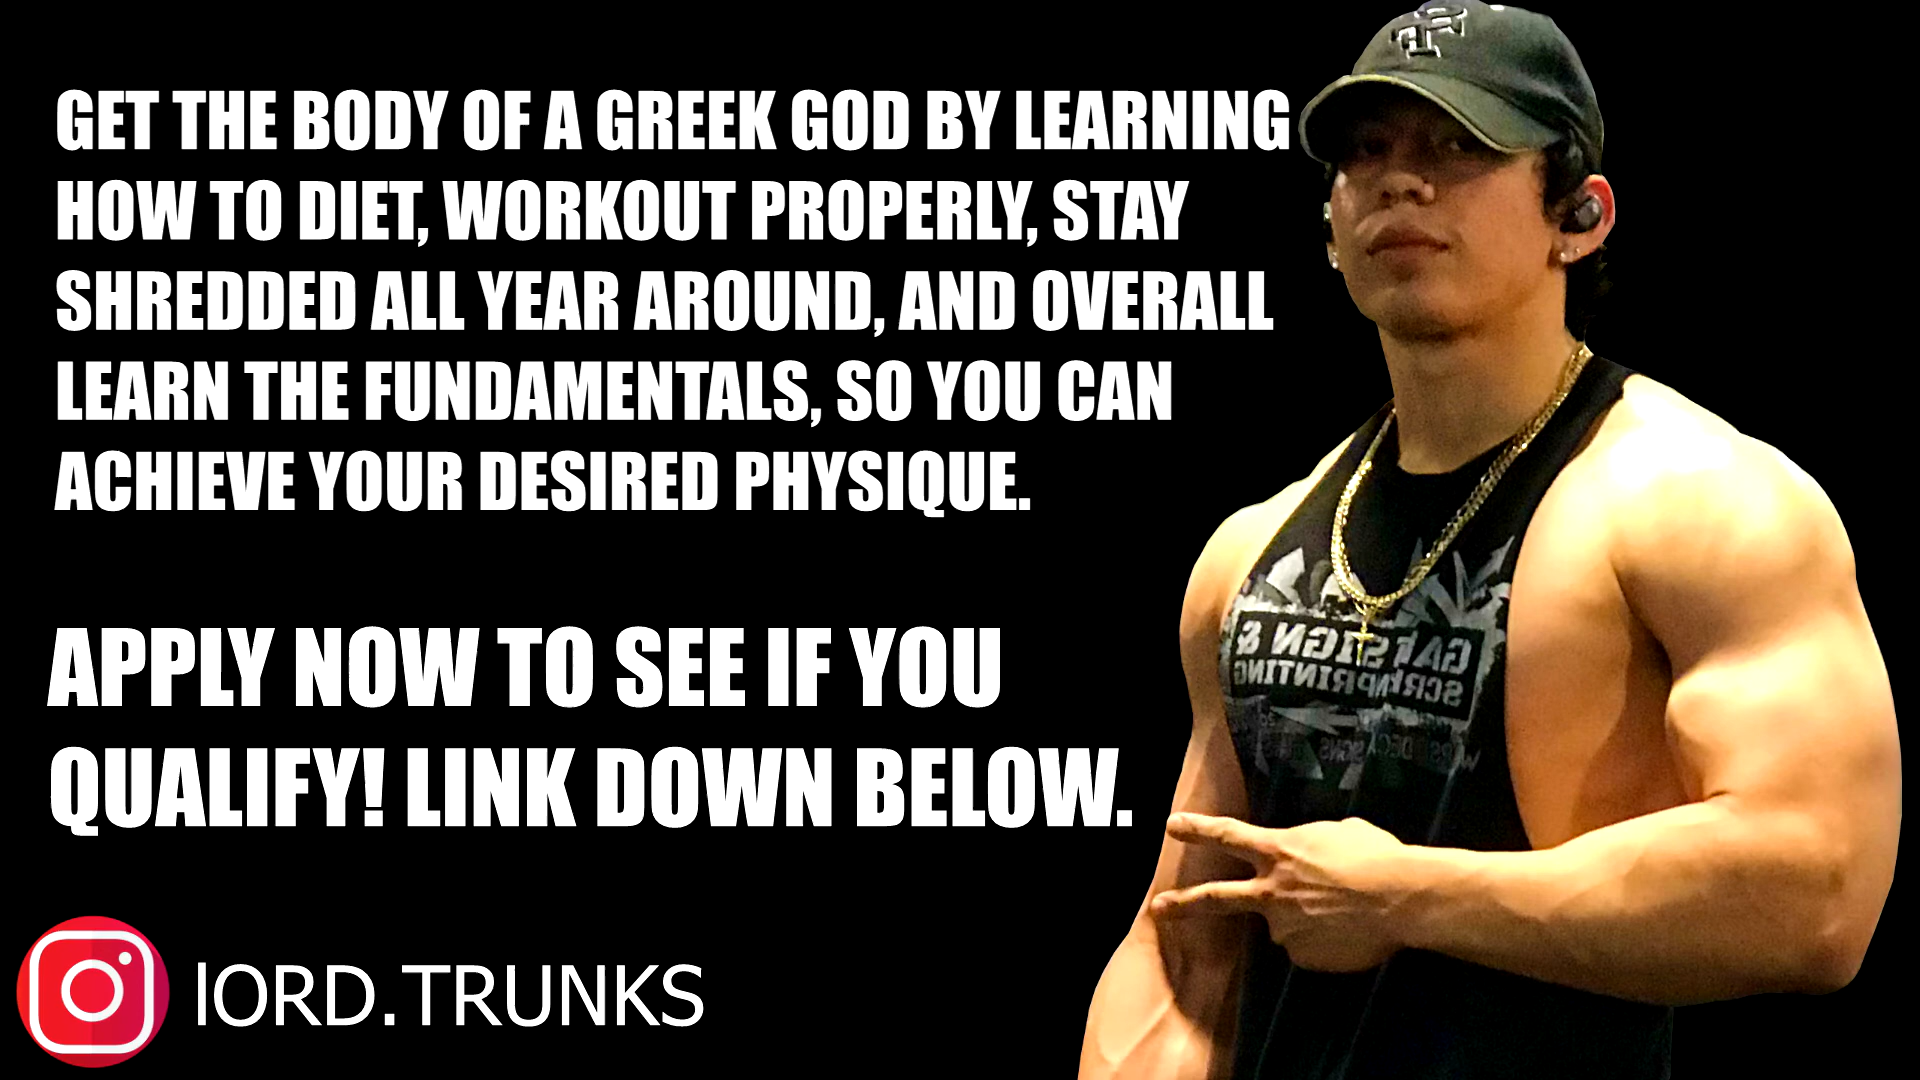 GET THE BODY OF A GREEK GOD BY LEARNING
HOW TO DIET, WORKOUT PROPERLY, STAY
SHREDDED ALL YEAR AROUND, AND OVERALL
LEARN THE FUNDAMENTALS, SO YOU CAN
ACHIEVE YOUR DESIRED PHYSIQUE.
APPLY NOW TO SEE IF YOU
QUALIFY! LINK DOWN BELOW.
lORD.TRUNKS
SIGN &
PRINTING